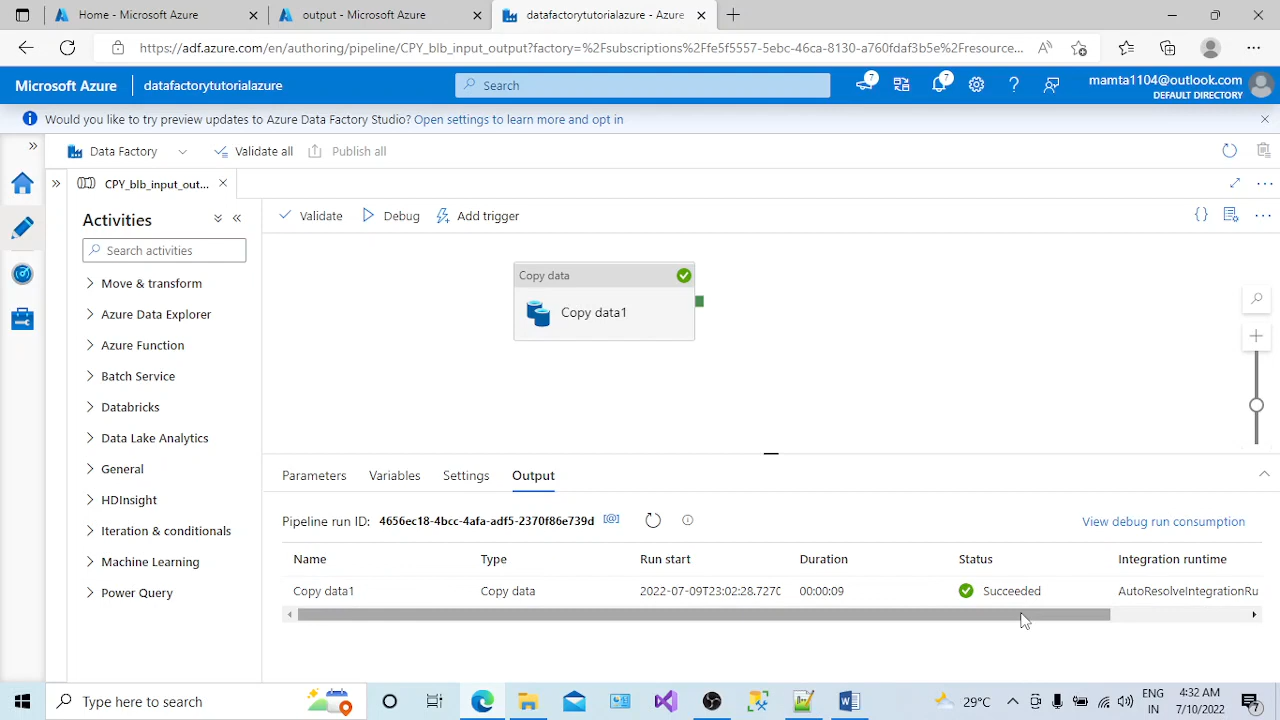 Home - Microsoft Azure
output - Microsoft Azure
datafactorytutorialazure - Azure
https://adf.azure.com/en/authoring/pipeline/CPY_blb_input_output?factory=%2Fsubscriptions%2Ffe5f5557-5ebc-46ca-8130-a760fdaf3b5e%2Fresource...
Microsoft Azure
datafactorytutorialazure
Search
7
7
mamta1104@outlook.com
DEFAULT DIRECTORY
Would you like to try preview updates to Azure Data Factory Studio? Open settings to learn more and opt in
Data Factory
Validate all
Publish all
CPY_blb_input_out...
Activities
Search activities
Move & transform
Azure Data Explorer
Azure Function
Batch Service
Databricks
Data Lake Analytics
General
HDInsight
Iteration & conditionals
Machine Learning
Power Query
Validate
Debug
Add trigger
Copy data
Copy data1
Parameters
Variables
Settings
Output
Pipeline run ID: 4656ec18-4bcc-4afa-adf5-2370f86e739d
View debug run consumption
Name Type Run start Duration Status Integration runtime
Copy data1 Copy data 2022-07-09T23:02:28.727 00:00:09 Succeeded AutoResolveIntegrationRu
Type here to search
29°C
ENG
IN
4:32 AM
7/10/2022
7